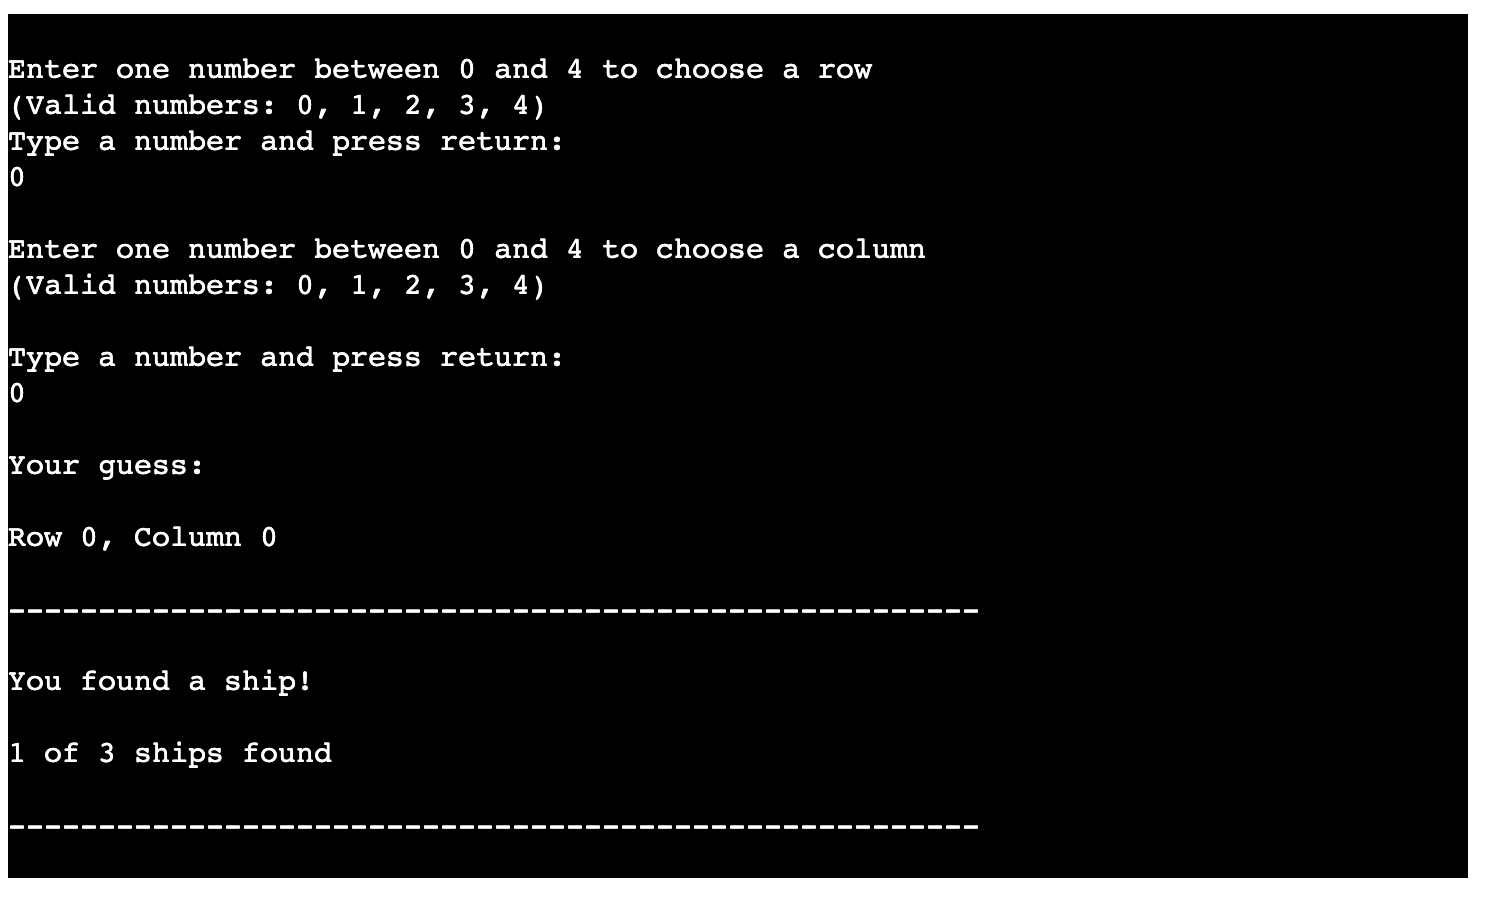 Enter one number between 0 and 4 to choose a row
(Valid numbers: 0, 1, 2, 3, 4)
Type a number and press return:
0
Enter one number between 0 and 4 to choose a column
(Valid numbers: 0, 1, 2, 3, 4)
Type a number and press return:
0
Your guess:
Row 0, Column 0
------------------------------------------------------
You found a ship!
1 of 3 ships found
------------------------------------------------------